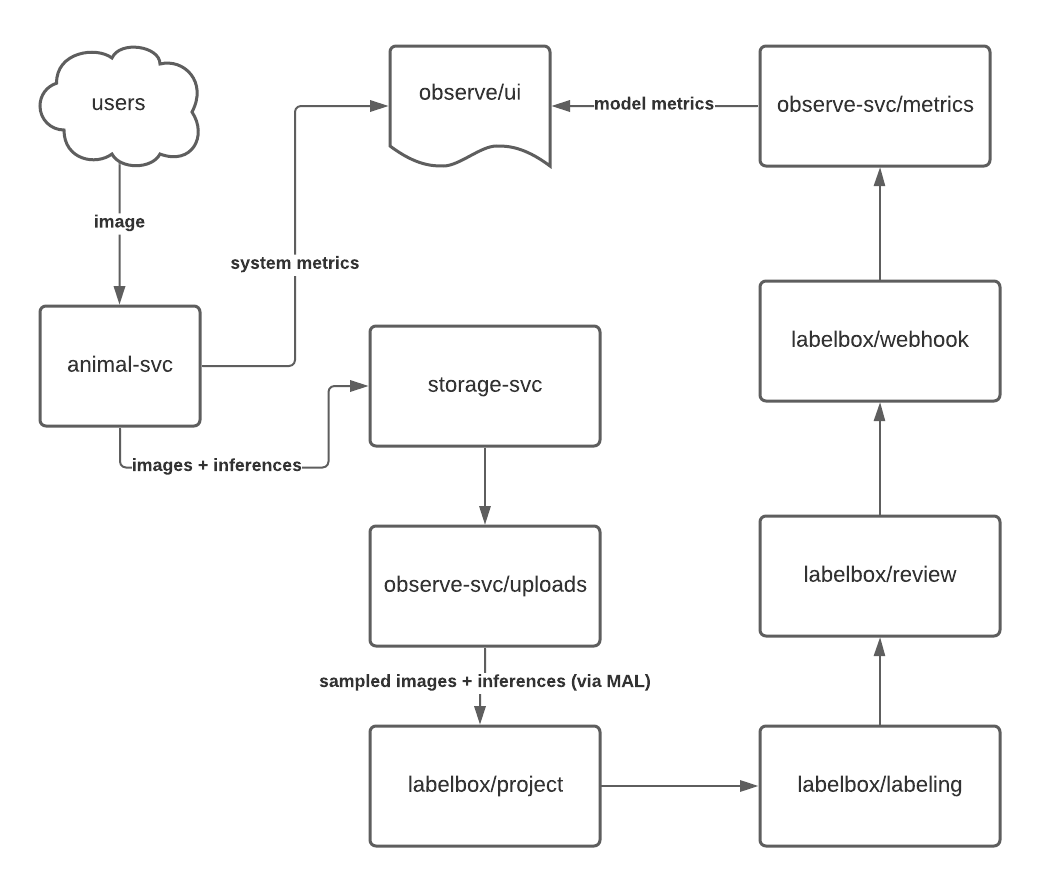 users
observe/ui
model metrics
observe-svc/metrics
image
system metrics
animal-svc
storage-svc
labelbox/webhook
images + inferences
observe-svc/uploads
labelbox/review
sampled images + inferences (via MAL)
labelbox/project
labelbox/labeling